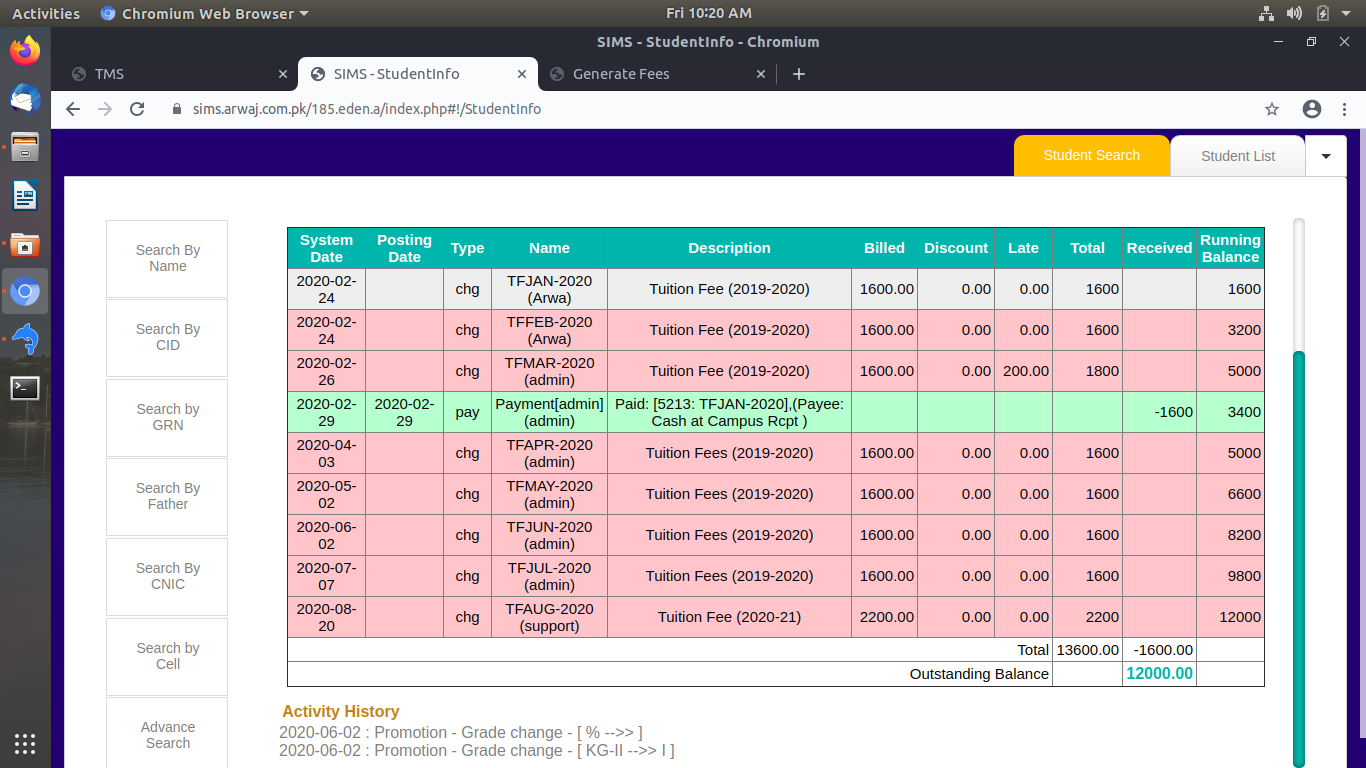 Activities Chromium Web Browser Fri 10:20 AM
SIMS - StudentInfo - Chromium
TMS SIMS - StudentInfo Generate Fees
sims.arwaj.com.pk/185.eden.a/index.php#!/StudentInfo
Student Search Student List
Search By
Name
Search By
CID
Search by
GRN
Search By
Father
Search By
CNIC
Search by
Cell
Advance
Search
System Date Posting Date Type Name Description Billed Discount Late Total Received Running Balance
2020-02-24 chg TFJAN-2020 (Arwa) Tuition Fee (2019-2020) 1600.00 0.00 0.00 1600 1600
2020-02-24 chg TFFEB-2020 (Arwa) Tuition Fee (2019-2020) 1600.00 0.00 0.00 1600 3200
2020-02-26 chg TFMAR-2020 (admin) Tuition Fee (2019-2020) 1600.00 0.00 200.00 1800 5000
2020-02-29 2020-02-29 pay Payment[admin] (admin) Paid: [5213: TFJAN-2020],(Payee: Cash at Campus Rcpt ) -1600 3400
2020-04-03 chg TFAPR-2020 (admin) Tuition Fees (2019-2020) 1600.00 0.00 0.00 1600 5000
2020-05-02 chg TFMAY-2020 (admin) Tuition Fees (2019-2020) 1600.00 0.00 0.00 1600 6600
2020-06-02 chg TFJUN-2020 (admin) Tuition Fees (2019-2020) 1600.00 0.00 0.00 1600 8200
2020-07-07 chg TFJUL-2020 (admin) Tuition Fees (2019-2020) 1600.00 0.00 0.00 1600 9800
2020-08-20 chg TFAUG-2020 (support) Tuition Fee (2020-21) 2200.00 0.00 0.00 2200 12000
Total 13600.00 -1600.00
Outstanding Balance 12000.00
Activity History
2020-06-02 : Promotion - Grade change - [ % -->> ]
2020-06-02 : Promotion - Grade change - [ KG-II -->> I ]